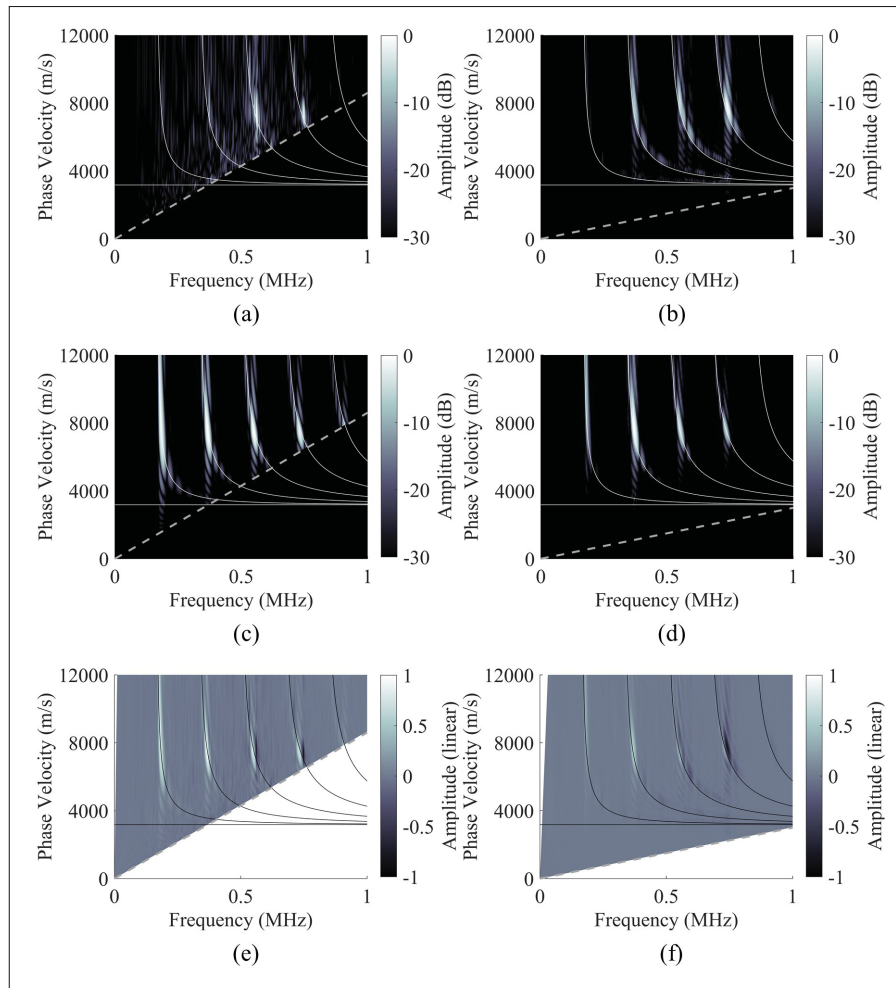 12000
8000
4000
0
Phase Velocity (m/s)
0
0.5
1
Frequency (MHz)
0
-10
-20
-30
Amplitude (dB)
(a)
12000
8000
4000
0
Phase Velocity (m/s)
0
0.5
1
Frequency (MHz)
0
-10
-20
-30
Amplitude (dB)
(b)
12000
8000
4000
0
Phase Velocity (m/s)
0
0.5
1
Frequency (MHz)
0
-10
-20
-30
Amplitude (dB)
(c)
12000
8000
4000
0
Phase Velocity (m/s)
0
0.5
1
Frequency (MHz)
0
-10
-20
-30
Amplitude (dB)
(d)
12000
8000
4000
0
Phase Velocity (m/s)
0
0.5
1
Frequency (MHz)
1
0.5
0
-0.5
-1
Amplitude (linear)
(e)
12000
8000
4000
0
Phase Velocity (m/s)
0
0.5
1
Frequency (MHz)
1
0.5
0
-0.5
-1
Amplitude (linear)
(f)